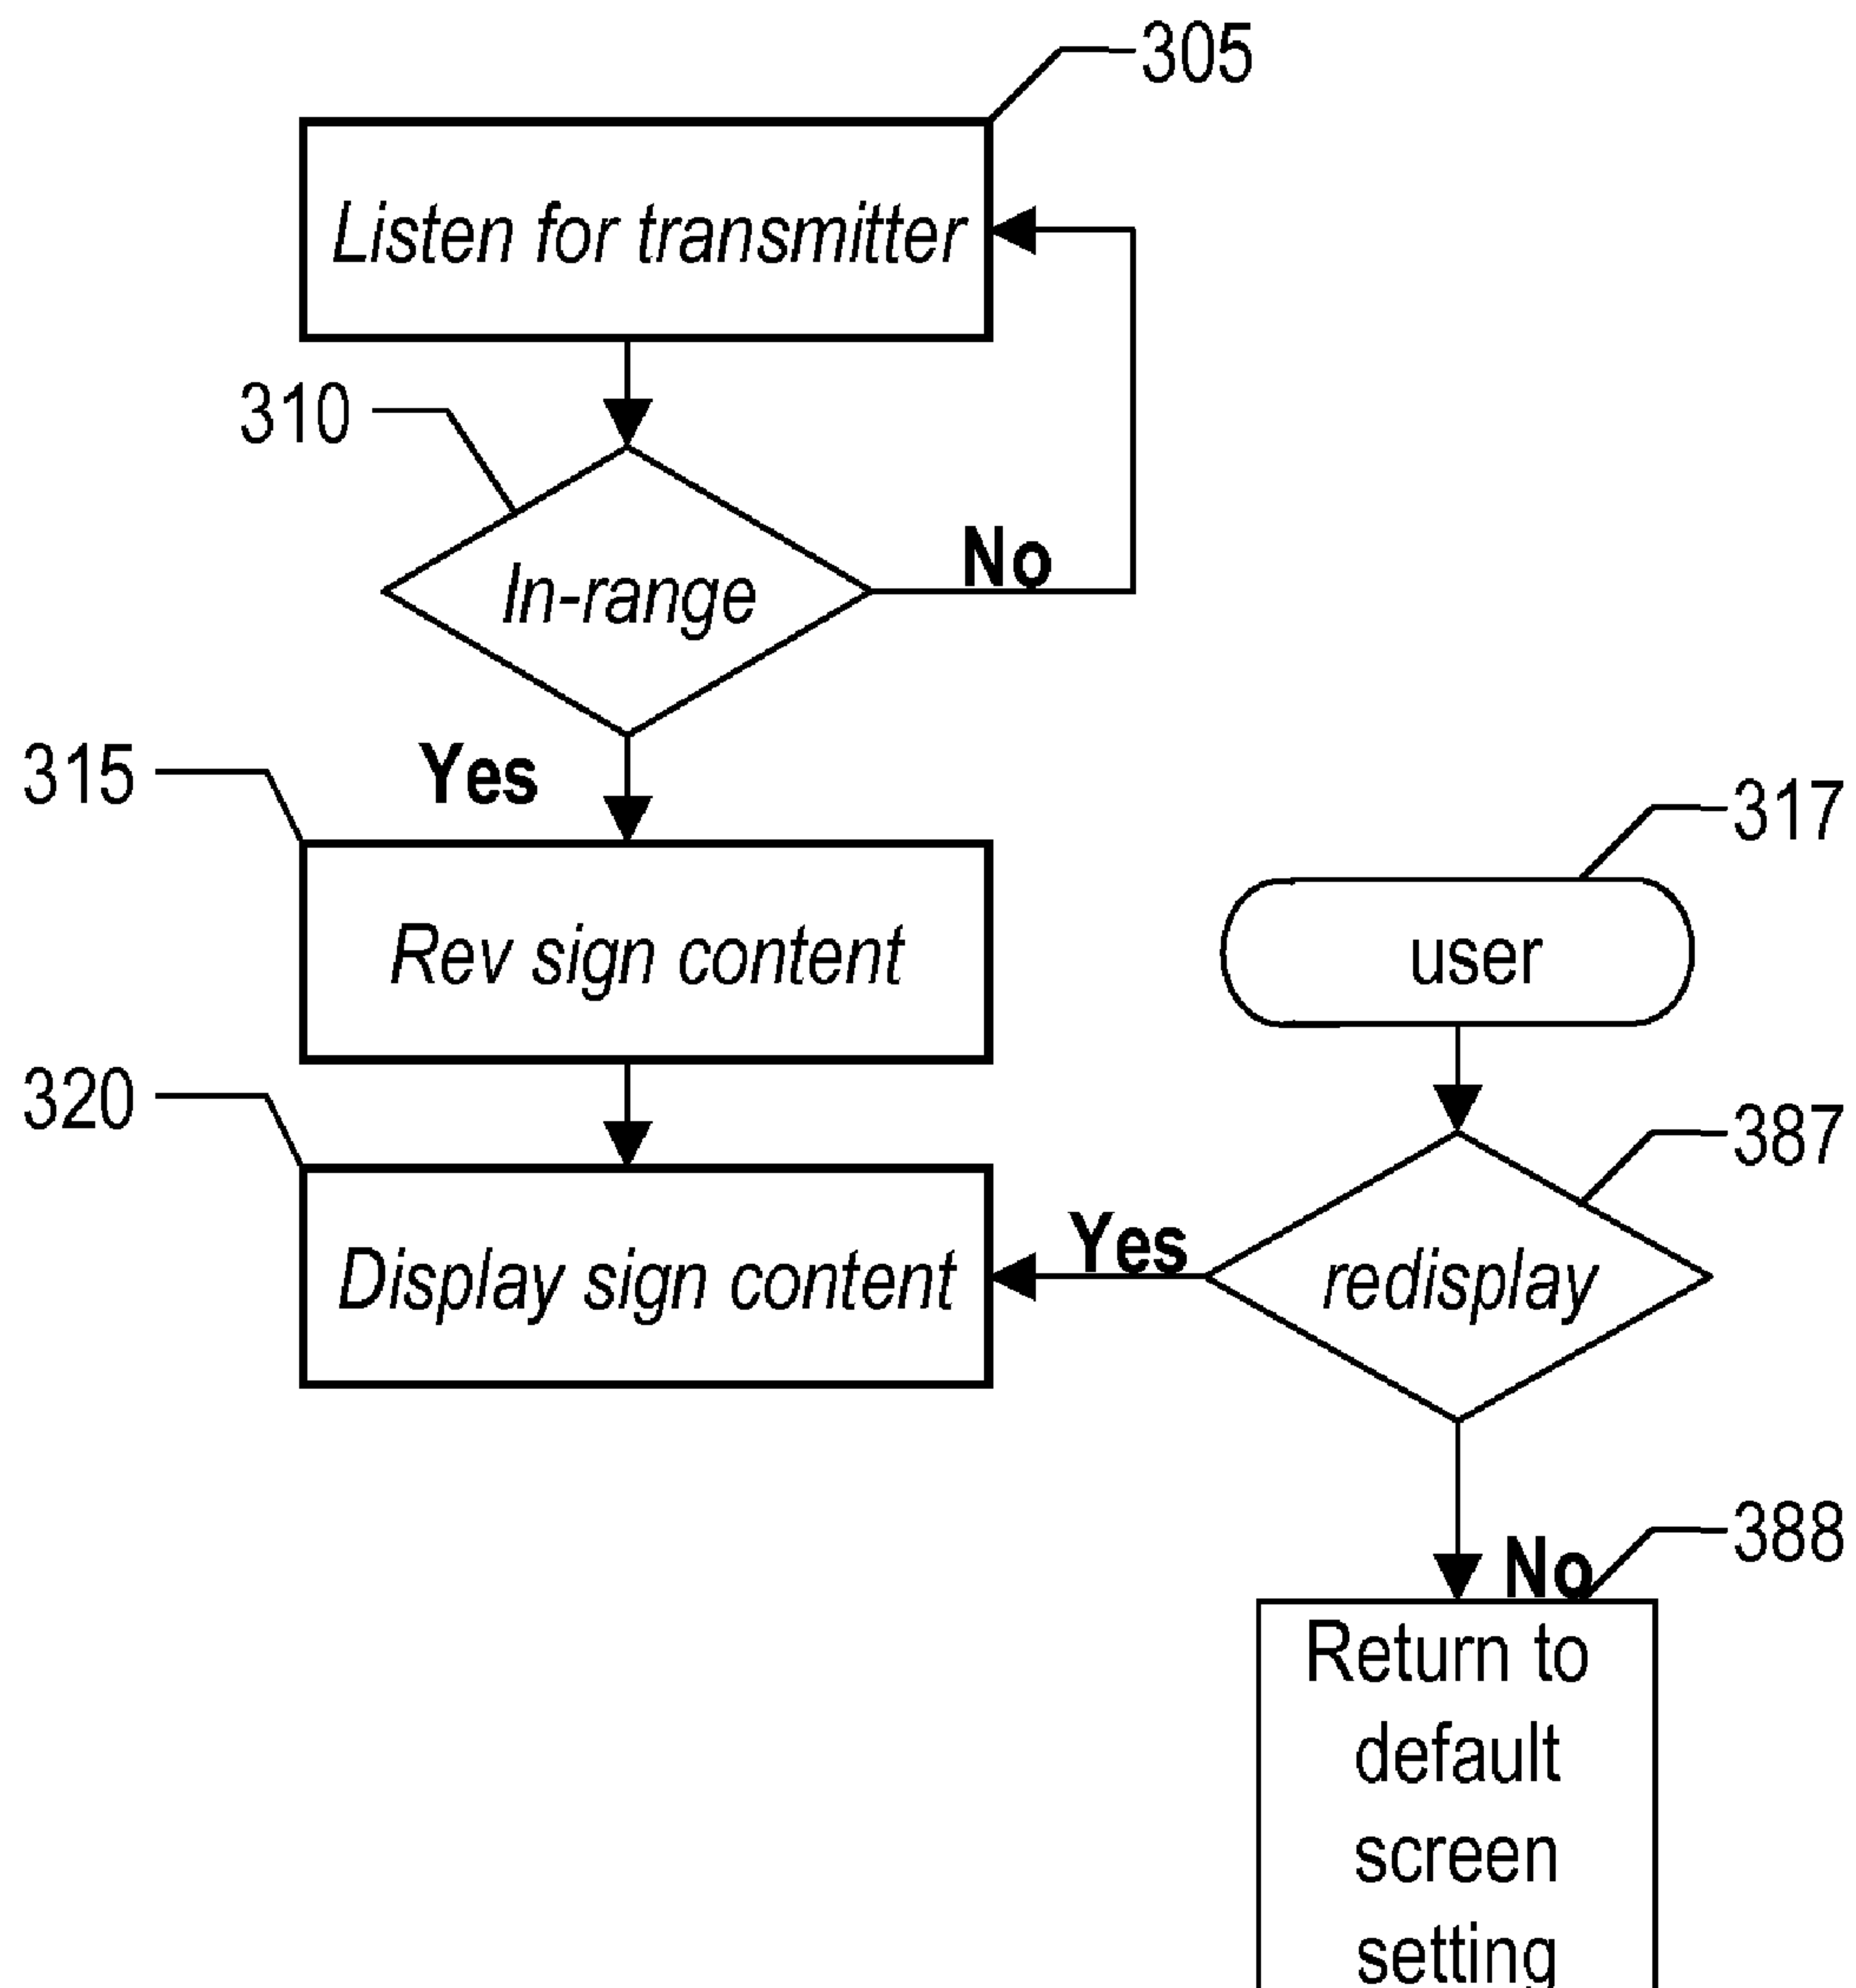 305
Listen for transmitter
310
No
In-range
315
Yes
317
Rev sign content
user
320
387
Yes
Display sign content
redisplay
388
No
Return to
default
screen
setting